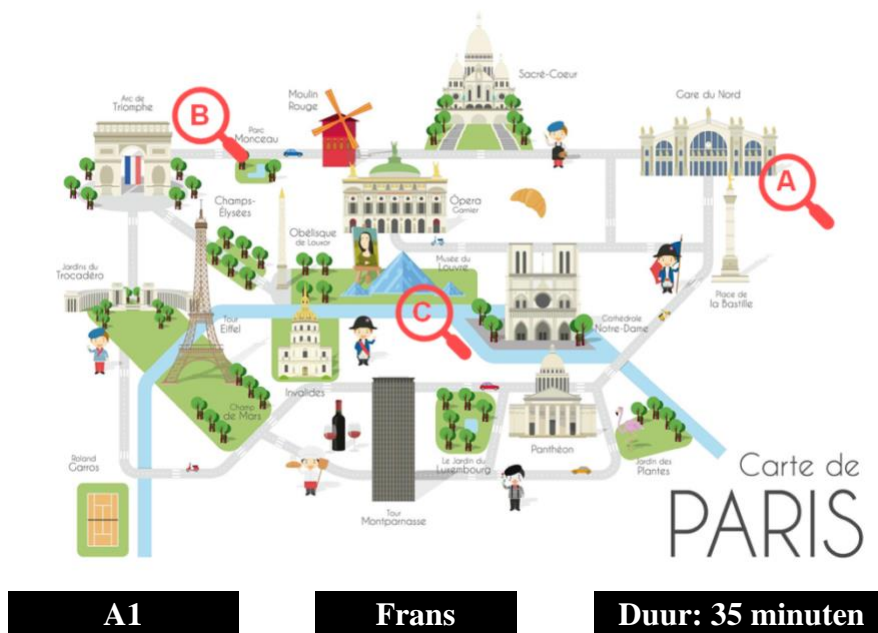 Sacré-Coeur
Arc de
Triomphe
B
Moulin
Rouge
Gare du Nord
Parc
Monceau
A
Champs-
Élysées
Opera
Garnier
Obélisque
de Louxor
Musée du
Louvre
Jardins du
Trocadéro
Place de
la Bastille
C
Tour
Eiffel
Cathédrale
Notre-Dame
Invalides
Champ
de Mars
Panthéon
Roland
Garros
Le Jardin du
Luxembourg
Jardin des
Plantes
Tour
Montparnasse
Carte de
PARIS
A1
Frans
Duur: 35 minuten